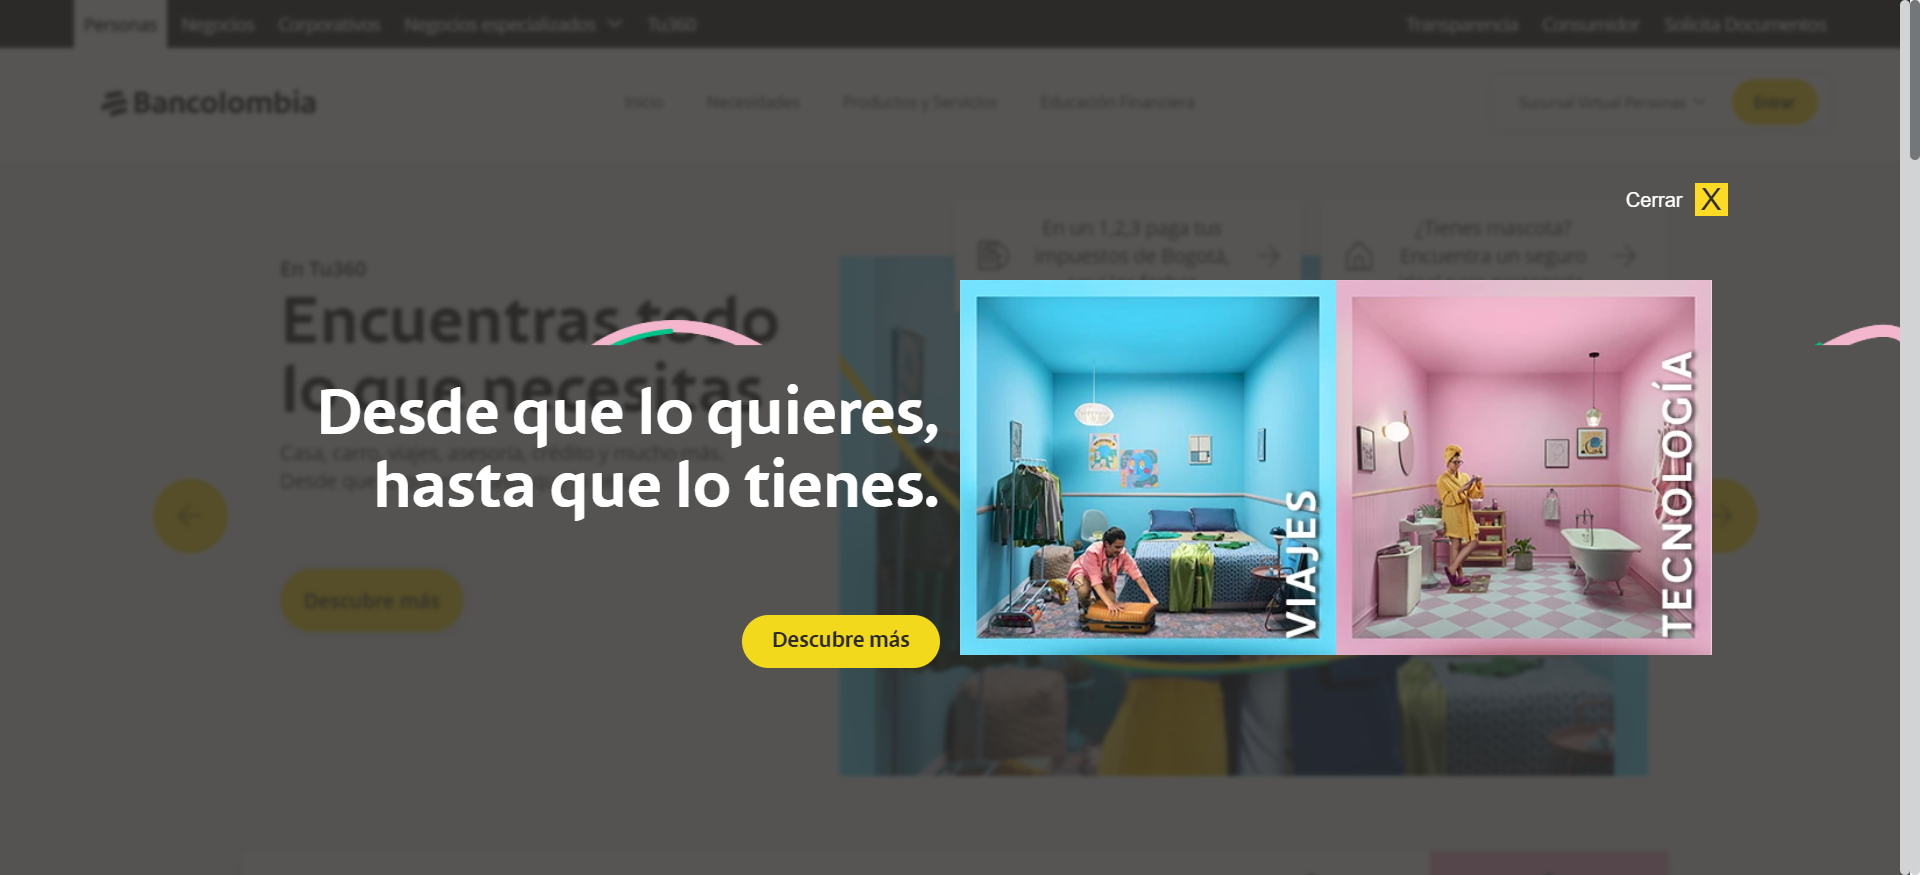 Personas Negocios Corporativos Negocios especializados Tu360 Transparencia Consumidor Solicita Documentos
Bancolombia Inicio Necesidades Productos y Servicios Educación Financiera Sucursal Virtual Personas Entrar
Cerrar X
En un 1,2,3 paga tus
impuestos de Bogotá,
¿Tienes mascota?
Encuentra un seguro
En Tu360
Encuentras todo
lo que necesitas
Casa, carro, viajes, asesoría, crédito y mucho más.
Desde que
Desde que lo quieres,
hasta que lo tienes.
Descubre más
Descubre más
VIAJES
TECNOLOGÍA